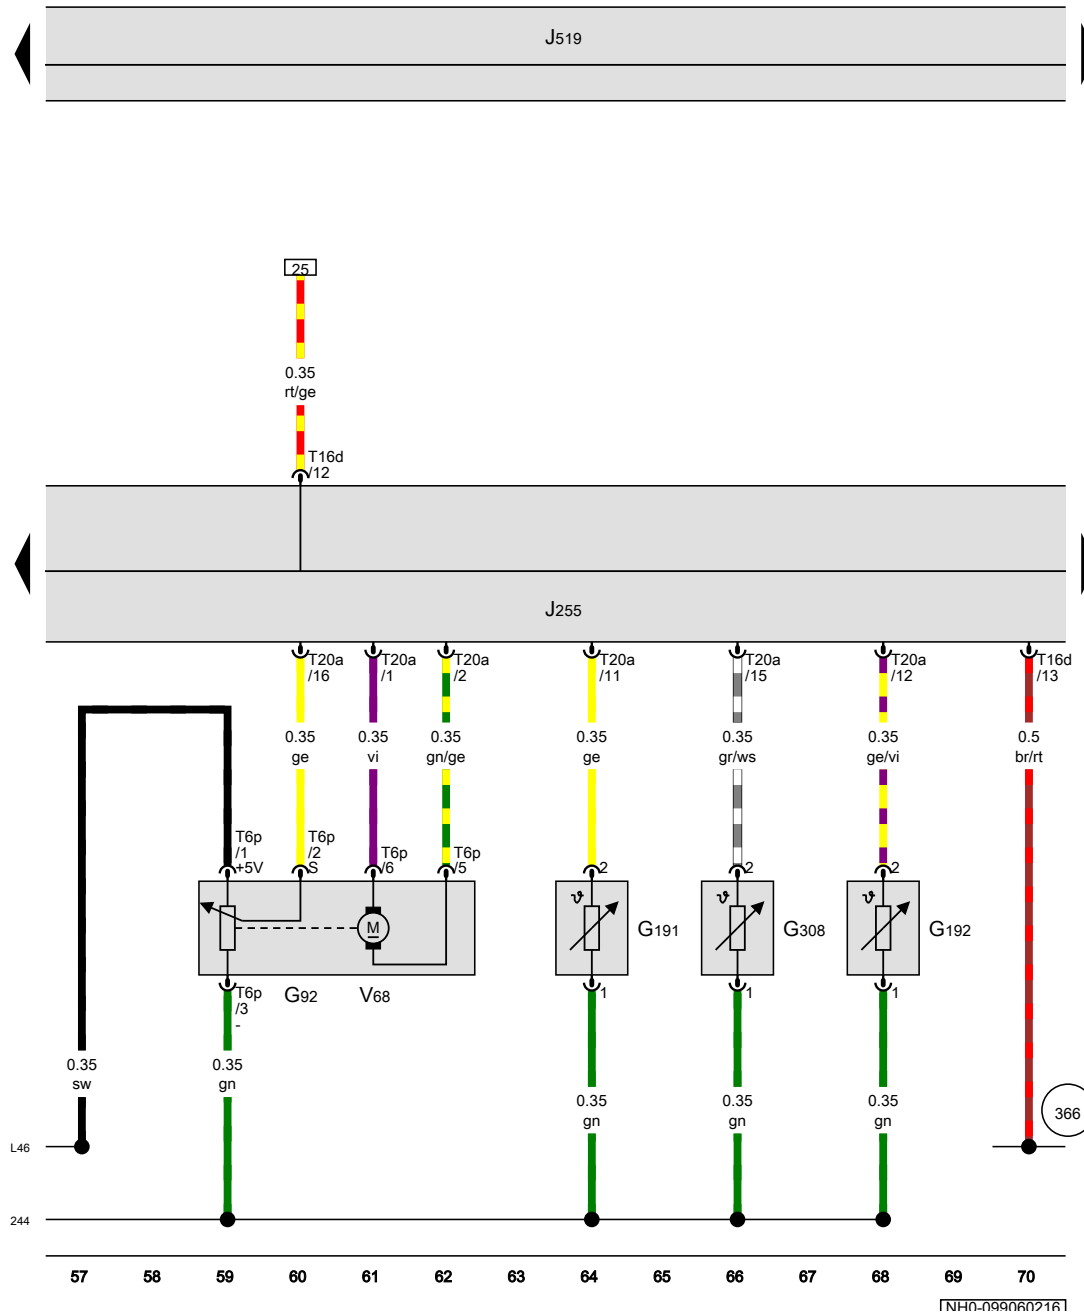 J519
25
0.35
rt/ge
T16d
/12
J255
T20a
/16
T20a
/1
T20a
/2
T20a
/11
T20a
/15
T20a
/12
T16d
/13
0.35
ge
0.35
vi
0.35
gn/ge
0.35
ge
0.35
gr/ws
0.35
ge/vi
0.5
br/rt
T6p
/1
+5V
T6p
/2
S
T6p
/6
T6p
/5
2
2
2
M
G191
G308
G192
T6p
/3
-
G92
V68
1
1
1
0.35
sw
0.35
gn
0.35
gn
0.35
gn
0.35
gn
366
L46
244
57 58 59 60 61 62 63 64 65 66 67 68 69 70
NH0-099060216